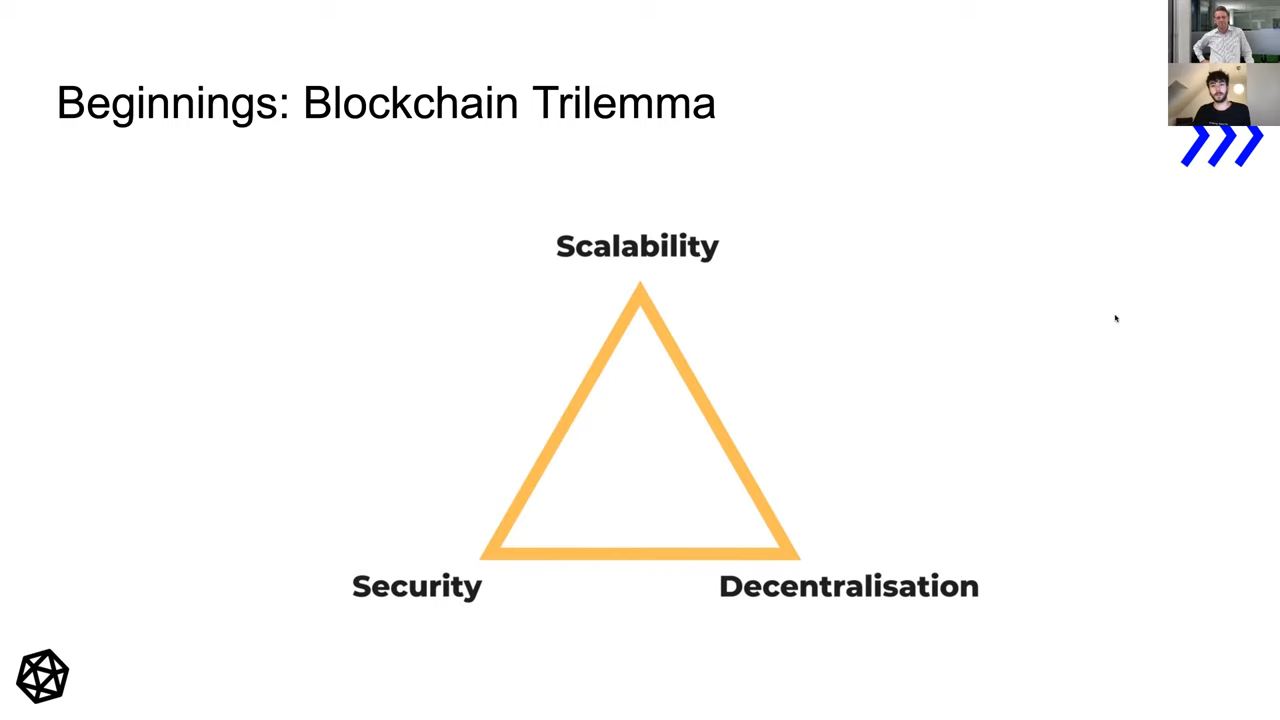 Beginnings: Blockchain Trilemma
Scalability
Security
Decentralisation